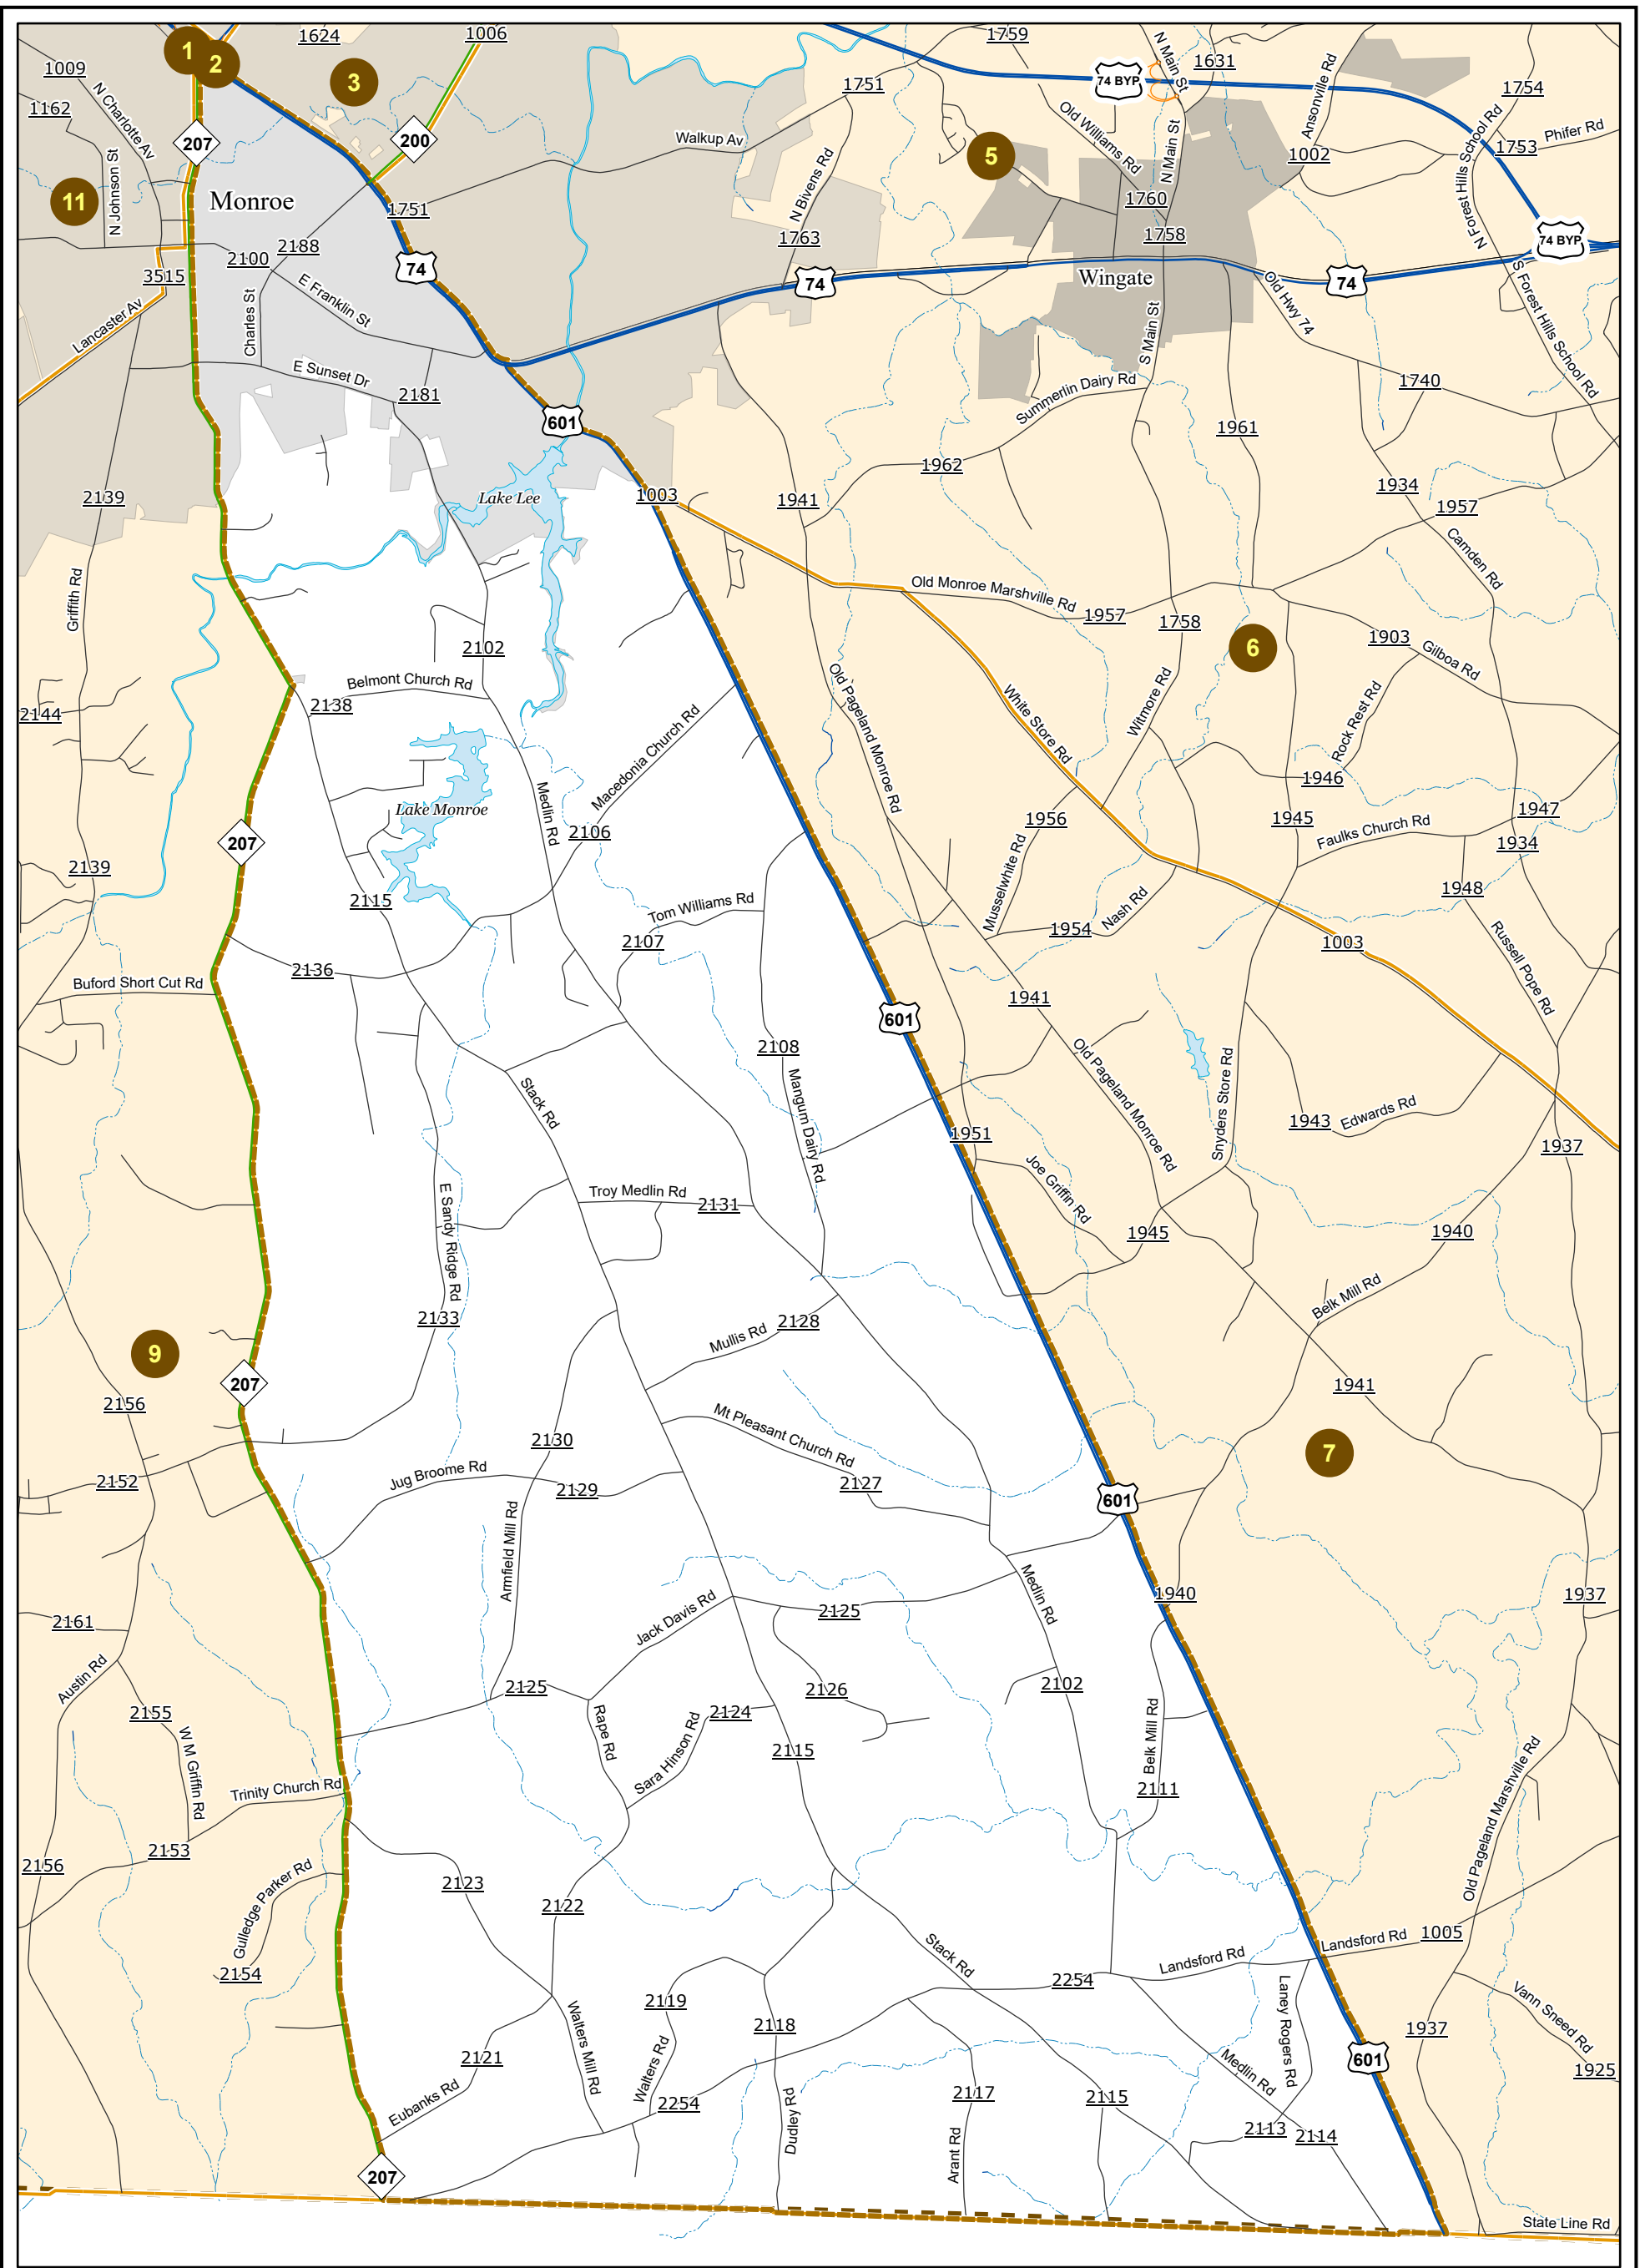 1
2
1624
1006
1759
N Main St
1631
1009
3
74 BYP
Ansonville Rd
1754
1162
N Charlotte Av
1751
Old Williams Rd
N Forest Hills School Rd
Phifer Rd
207
200
Walkup Av
5
N Main St
1002
1753
11
N Johnson St
Monroe
1751
N Bivens Rd
1760
2188
1763
1758
74 BYP
2100
3515
74
74
Wingate
74
Lancaster Av
Charles St
E Franklin St
Old Hwy 74
S Forest Hills School Rd
E Sunset Dr
S Main St
2181
Summerlin Dairy Rd
1740
601
1961
1962
2139
Lake Lee
1003
1941
1934
1957
Camden Rd
Griffith Rd
Old Monroe Marshville Rd
1957
1758
2102
6
1903
Gilboa Rd
2144
Belmont Church Rd
2138
Old Pageland Monroe Rd
White Store Rd
Witmore Rd
Rock Rest Rd
Macedonia Church Rd
1946
Lake Monroe
Medlin Rd
2106
1956
1945
Faulks Church Rd
1947
207
1934
2139
Musselwhite Rd
1948
2115
Tom Williams Rd
Nash Rd
2107
1954
1003
Russell Pope Rd
2136
Buford Short Cut Rd
1941
601
2108
Old Pageland Monroe Rd
Snyders Store Rd
Stack Rd
Mangum Dairy Rd
1943
Edwards Rd
1951
1937
Joe Griffin Rd
E Sandy Ridge Rd
Troy Medlin Rd
2131
1945
1940
2133
Mullis Rd
2128
Belk Mill Rd
9
207
2156
1941
Mt Pleasant Church Rd
2130
7
2152
Jug Broome Rd
2129
2127
601
Armfield Mill Rd
Medlin Rd
1940
1937
2161
Jack Davis Rd
2125
Austin Rd
2125
2126
2102
2155
Rape Rd
2124
Belk Mill Rd
W M Griffin Rd
Sara Hinson Rd
2115
Trinity Church Rd
2111
Old Pageland Marshville Rd
2153
2156
Gulledge Parker Rd
2123
2122
Stack Rd
Landsford Rd
Landsford Rd
1005
2154
2254
Laney Rogers Rd
Vann Sneed Rd
2119
2118
1937
Walters Mill Rd
2121
Walters Rd
601
Medlin Rd
1925
Eubanks Rd
2254
Dudley Rd
2117
2115
2113
2114
Arant Rd
207
State Line Rd